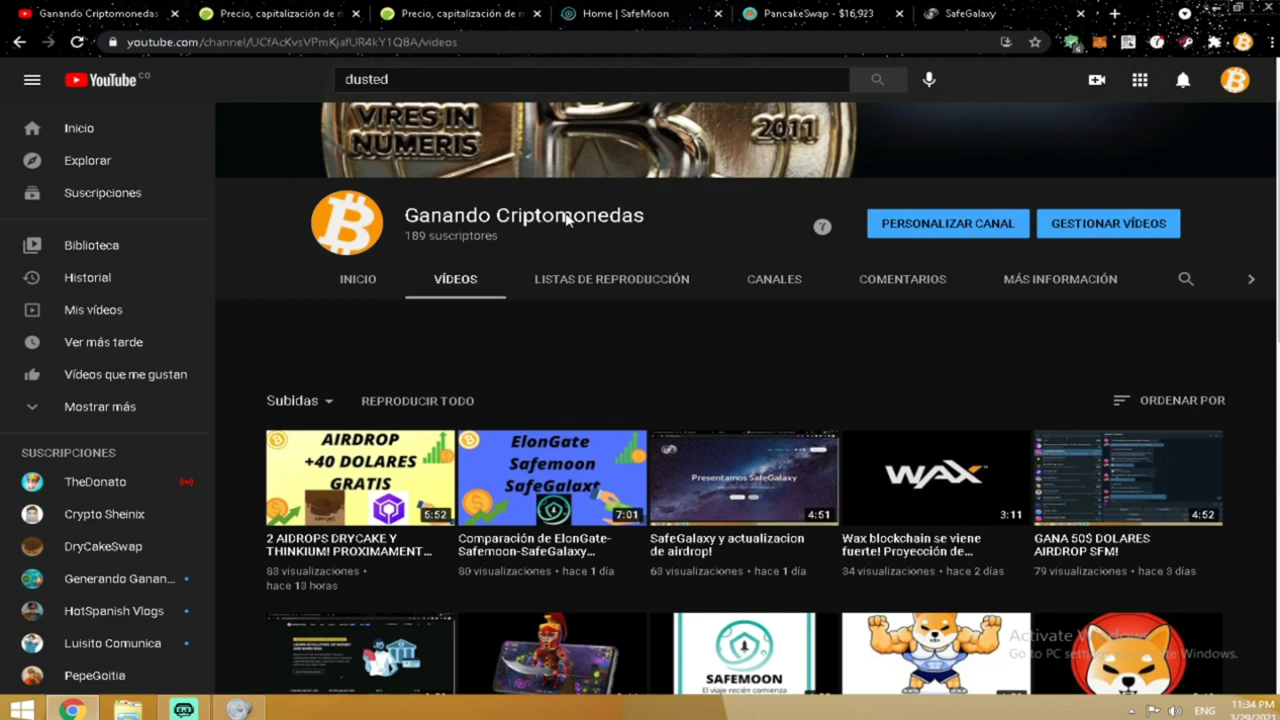 Ganando Criptomonedas
Precio, capitalización de n
Precio, capitalización de n
Home | SafeMoon
PancakeSwap - $16,923
SafeGalaxy
youtube.com/channel/UCfAcKvsVPmKjafUR4kY1Q8A/videos
YouTube CO
dusted
Inicio
Explorar
Suscripciones
Biblioteca
Historial
Mis vídeos
Ver más tarde
Vídeos que me gustan
Mostrar más
SUSCRIPCIONES
TheDonato
Crypto Sheinix
DryCakeSwap
Generando Ganan...
HotSpanish Vlogs
Luisito Comunica
PapaGaitia
VIRES IN
NUMERIS
2011
Ganando Criptomonedas
189 suscriptores
PERSONALIZAR CANAL
GESTIONAR VÍDEOS
INICIO
VÍDEOS
LISTAS DE REPRODUCCIÓN
CANALES
COMENTARIOS
MÁS INFORMACIÓN
Subidas
REPRODUCIR TODO
ORDENAR POR
AIRDROP
+40 DOLARES
GRATIS
5:52
ElonGate
Safemoon
SafeGalaxt
7:01
Presentamos SafeGalaxy
4:51
WAX
3:11
4:52
2 AIDROPS DRYCAKE Y
THINKIUM! PROXIMAMENT...
83 visualizaciones •
hace 13 horas
Comparación de ElonGate-
Safemoon-SafeGalaxy...
80 visualizaciones • hace 1 día
SafeGalaxy y actualizacion
de airdrop!
63 visualizaciones • hace 1 día
Wax blockchain se viene
fuerte! Proyección de...
34 visualizaciones • hace 2 días
GANA 50$ DOLARES
AIRDROP SFM!
79 visualizaciones • hace 3 días
SAFEMOON
El viaje recién comienza
Activate Windows
Go to PC settings to activate Windows.
ENG
11:34 PM
3/29/2021